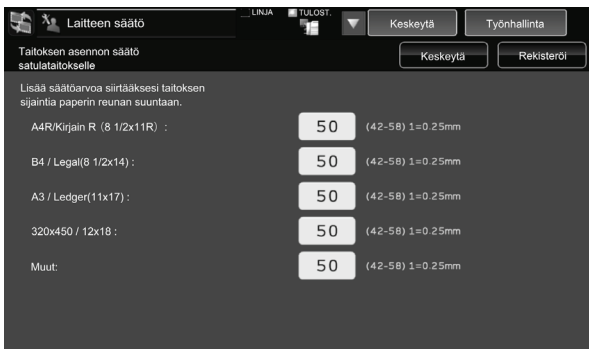 Laitteen säätö
LINJA
TULOST.
Keskeytä
Työnhallinta
Taitoksen asennon säätö
satulataitokselle
Keskeytä
Rekisteröi
Lisää säätöarvoa siirtääksesi taitoksen
sijaintia paperin reunan suuntaan.
A4R/Kirjain R (8 1/2x11R) : 50 (42-58) 1=0.25mm
B4 / Legal(8 1/2x14) : 50 (42-58) 1=0.25mm
A3 / Ledger(11x17) : 50 (42-58) 1=0.25mm
320x450 / 12x18 : 50 (42-58) 1=0.25mm
Muut: 50 (42-58) 1=0.25mm